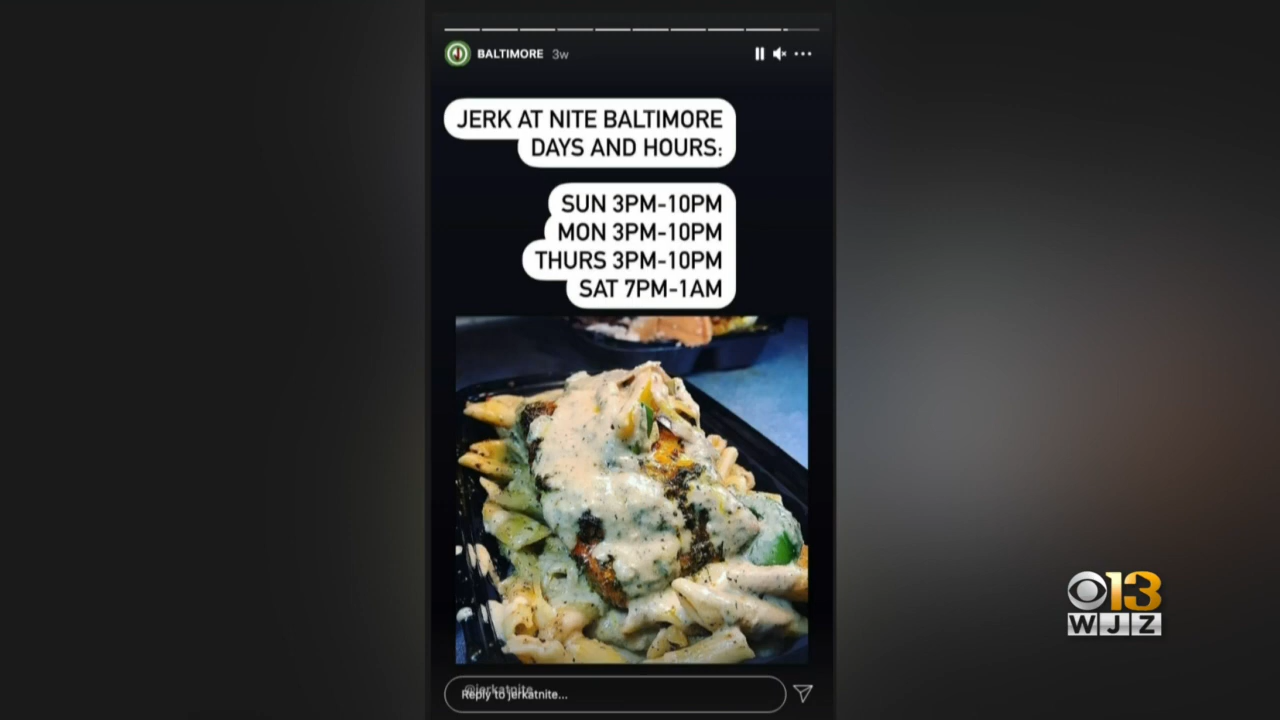 BALTIMORE 3w
JERK AT NITE BALTIMORE
DAYS AND HOURS:
SUN 3PM-10PM
MON 3PM-10PM
THURS 3PM-10PM
SAT 7PM-1AM
@jerkatnite
Reply to jerkatnite...
13
WJZ